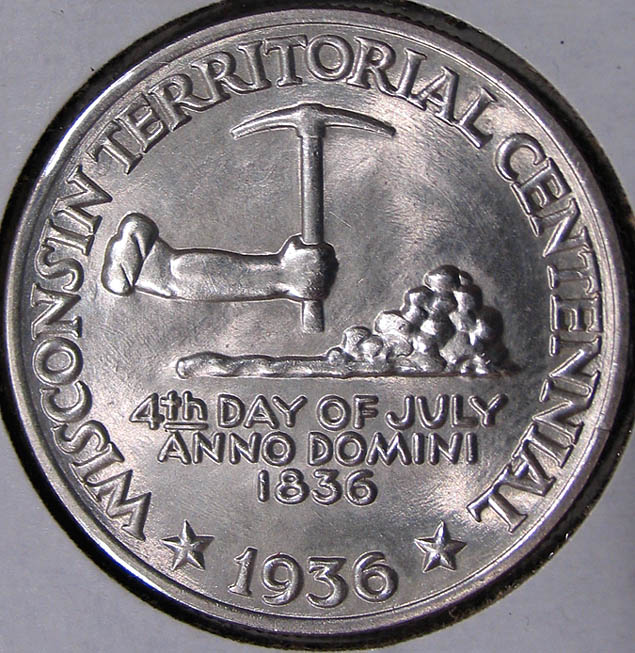 WISCONSIN TERRITORIAL CENTENNIAL
4th DAY OF JULY
ANNO DOMINI
1836
1936